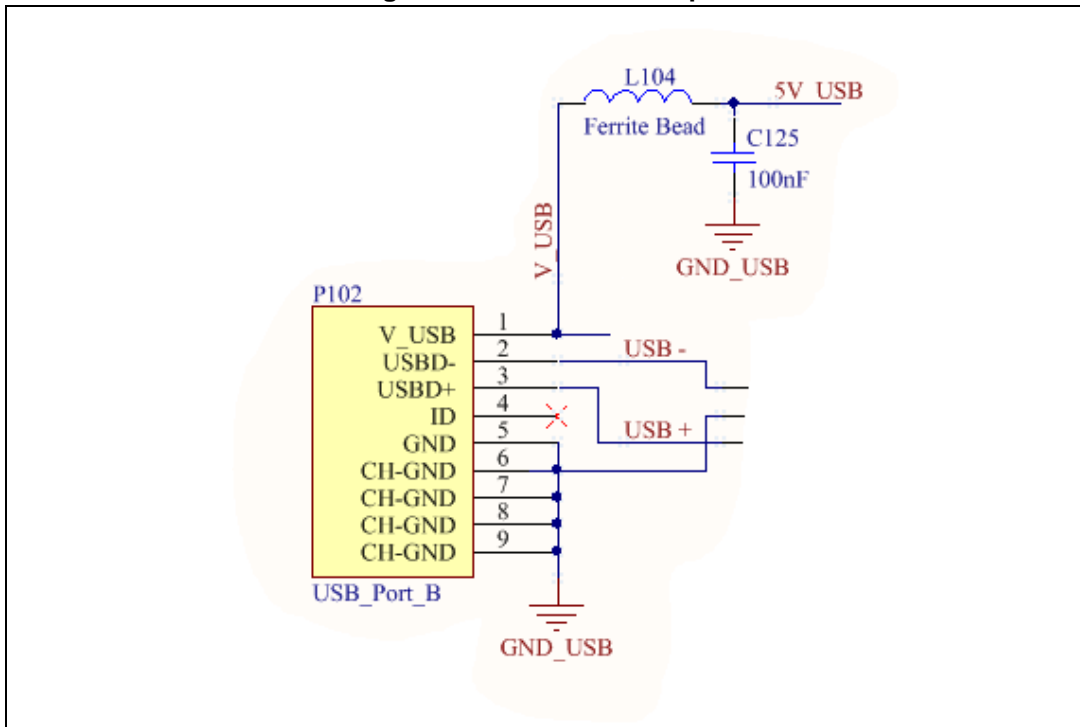 L104
5V_USB
Ferrite Bead
C125
100nF
V_USB
GND_USB
P102
V_USB 1
USBD- 2
USBD+ 3
ID 4
GND 5
CH-GND 6
CH-GND 7
CH-GND 8
CH-GND 9
USB -
USB +
USB_Port_B
GND_USB